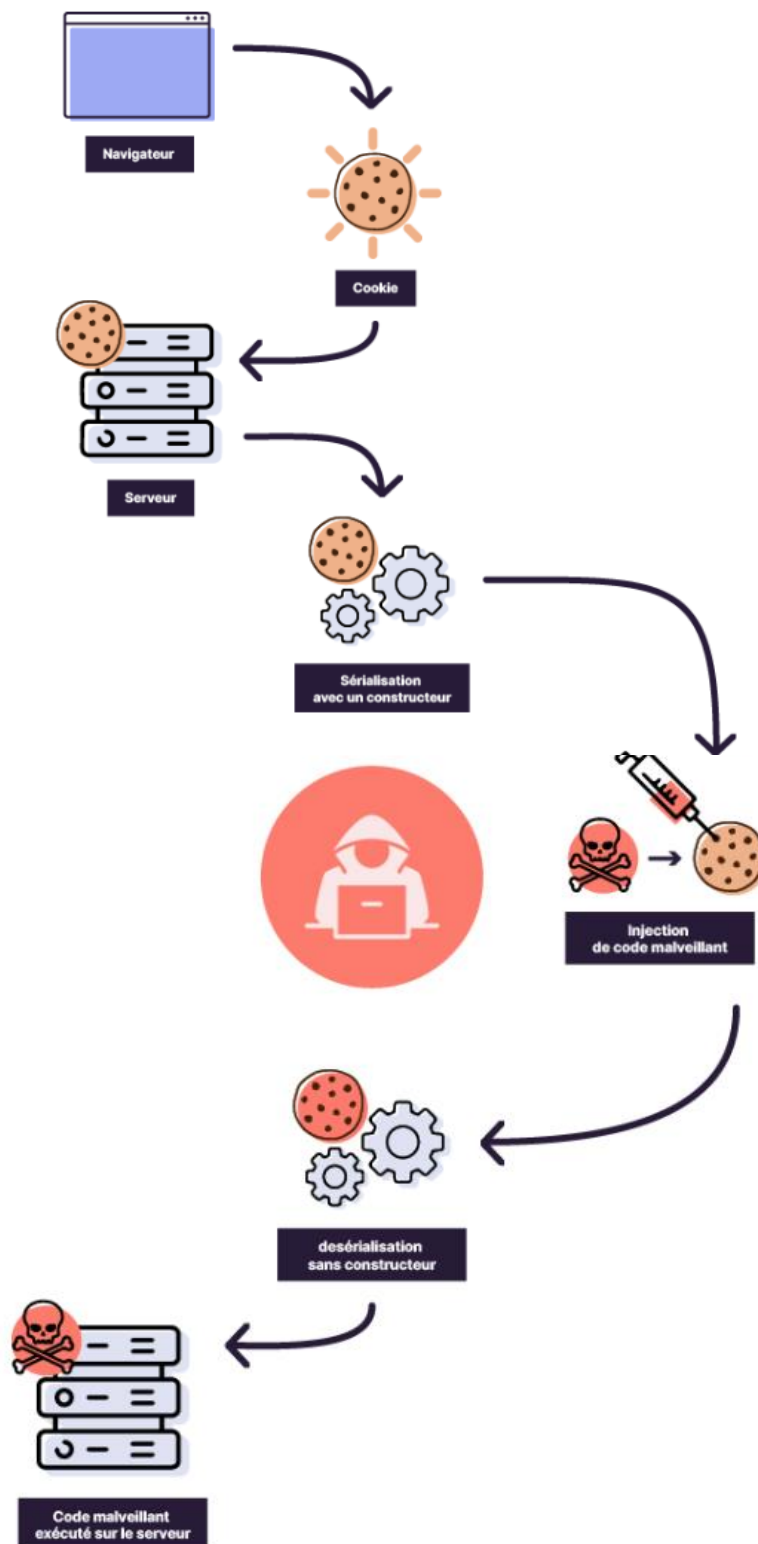 Navigateur
Cookie
Serveur
Sérialisation
avec un constructeur
Injection
de code malveillant
desérialisation
sans constructeur
Code malveillant
exécuté sur le serveur